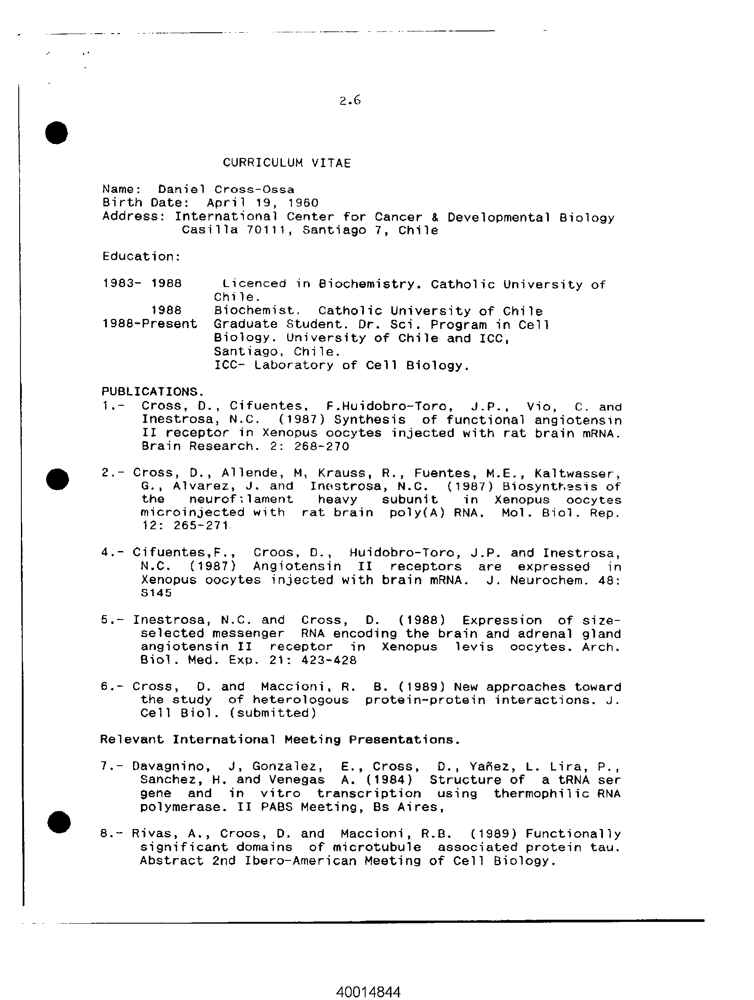 2.6
CURRICULUM VITAE
Name: Daniel Cross-Ossa
Birth Date: April 19, 1960
Address: International Center for Cancer & Developmental Biology
Casilla 70111, Santiago 7, Chile
Education:
1983- 1988 Licenced in Biochemistry. Catholic University of
Chile.
1988 Biochemist. Catholic University of Chile
1988-Present Graduate Student. Dr. Sci. Program in Cell
Biology. University of Chile and ICC,
Santiago, Chile.
ICC- Laboratory of Cell Biology.
PUBLICATIONS.
1.- Cross, D., Cifuentes, F.Huidobro-Toro, J.P., Vio, C. and
Inestrosa, N.C. (1987) Synthesis of functional angiotensin
II receptor in Xenopus oocytes injected with rat brain mRNA.
Brain Research. 2: 268-270
2.- Cross, D., Allende, M, Krauss, R., Fuentes, M.E., Kaltwasser,
G., Alvarez, J. and Inestrosa, N.C. (1987) Biosynthesis of
the neurofilament heavy subunit in Xenopus oocytes
microinjected with rat brain poly(A) RNA. Mol. Biol. Rep.
12: 265-271.
4.- Cifuentes,F., Croos, D., Huidobro-Toro, J.P. and Inestrosa,
N.C. (1987) Angiotensin II receptors are expressed in
Xenopus oocytes injected with brain mRNA. J. Neurochem. 48:
S145
5.- Inestrosa, N.C. and Cross, D. (1988) Expression of size-
selected messenger RNA encoding the brain and adrenal gland
angiotensin II receptor in Xenopus levis oocytes. Arch.
Biol. Med. Exp. 21: 423-428
6.- Cross, D. and Maccioni, R. B. (1989) New approaches toward
the study of heterologous protein-protein interactions. J.
Cell Biol. (submitted)
Relevant International Meeting Presentations.
7.- Davagnino, J, Gonzalez, E., Cross, D., Yañez, L. Lira, P.,
Sanchez, H. and Venegas A. (1984) Structure of a tRNA ser
gene and in vitro transcription using thermophilic RNA
polymerase. II PABS Meeting, Bs Aires,
8.- Rivas, A., Croos, D. and Maccioni, R.B. (1989) Functionally
significant domains of microtubule associated protein tau.
Abstract 2nd Ibero-American Meeting of Cell Biology.
40014844